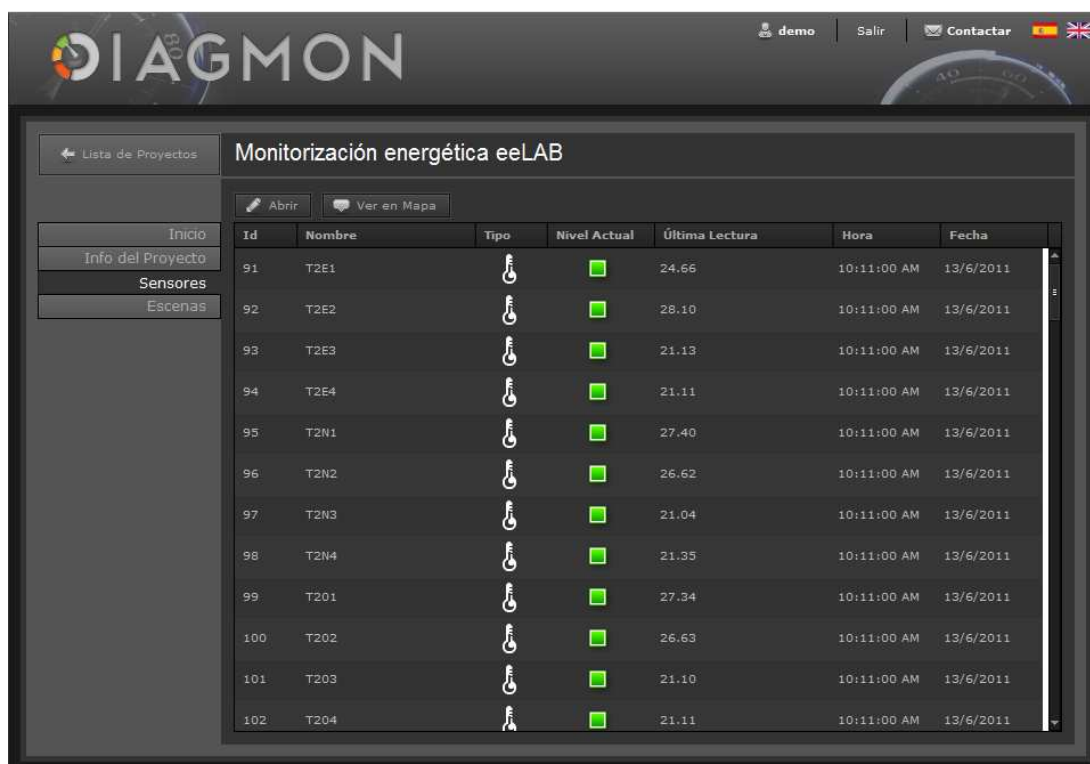 demo Salir Contactar
DIAGMON
Lista de Proyectos
Monitorización energética eeLAB
Abrir Ver en Mapa
Inicio
Info del Proyecto
Sensores
Escenas
Id Nombre Tipo Nivel Actual Última Lectura Hora Fecha
91 T2E1 24.66 10:11:00 AM 13/6/2011
92 T2E2 28.10 10:11:00 AM 13/6/2011
93 T2E3 21.13 10:11:00 AM 13/6/2011
94 T2E4 21.11 10:11:00 AM 13/6/2011
95 T2N1 27.40 10:11:00 AM 13/6/2011
96 T2N2 26.62 10:11:00 AM 13/6/2011
97 T2N3 21.04 10:11:00 AM 13/6/2011
98 T2N4 21.35 10:11:00 AM 13/6/2011
99 T201 27.34 10:11:00 AM 13/6/2011
100 T202 26.63 10:11:00 AM 13/6/2011
101 T203 21.10 10:11:00 AM 13/6/2011
102 T204 21.11 10:11:00 AM 13/6/2011